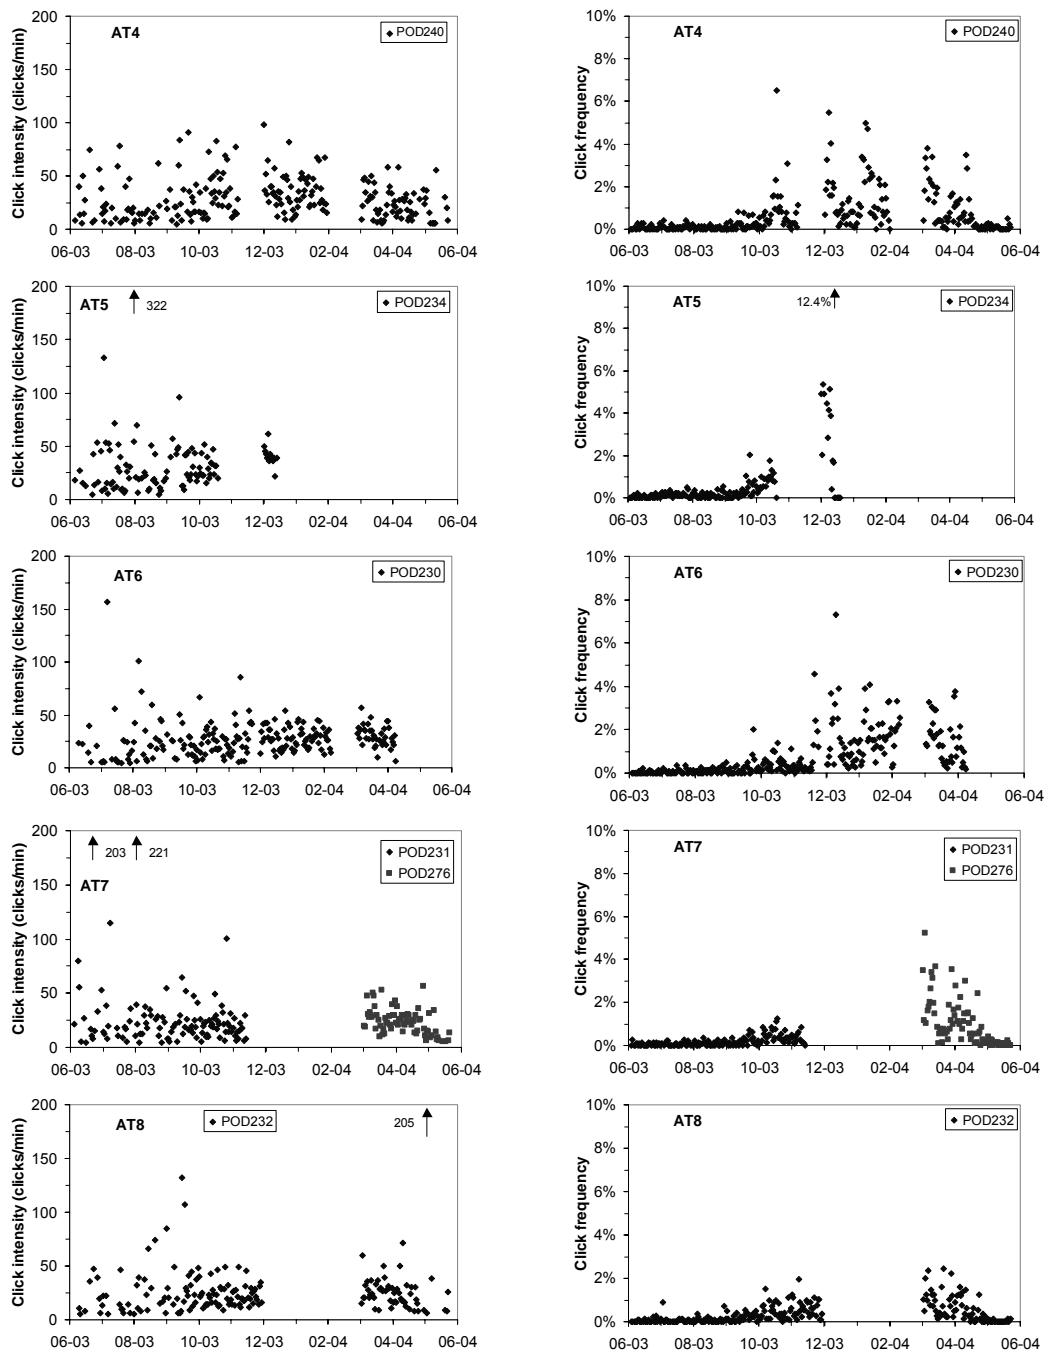 Click intensity (clicks/min)
200
150
100
50
0
AT4
POD240
06-03 08-03 10-03 12-03 02-04 04-04 06-04
Click frequency
10%
8%
6%
4%
2%
0%
AT4
POD240
06-03 08-03 10-03 12-03 02-04 04-04 06-04
Click intensity (clicks/min)
200
150
100
50
0
AT5
322
POD234
06-03 08-03 10-03 12-03 02-04 04-04 06-04
Click frequency
10%
8%
6%
4%
2%
0%
AT5
12.4%
POD234
06-03 08-03 10-03 12-03 02-04 04-04 06-04
Click intensity (clicks/min)
200
150
100
50
0
AT6
POD230
06-03 08-03 10-03 12-03 02-04 04-04 06-04
Click frequency
10%
8%
6%
4%
2%
0%
AT6
POD230
06-03 08-03 10-03 12-03 02-04 04-04 06-04
Click intensity (clicks/min)
200
150
100
50
0
203
221
AT7
POD231
POD276
06-03 08-03 10-03 12-03 02-04 04-04 06-04
Click frequency
10%
8%
6%
4%
2%
0%
AT7
POD231
POD276
06-03 08-03 10-03 12-03 02-04 04-04 06-04
Click intensity (clicks/min)
200
150
100
50
0
AT8
POD232
205
06-03 08-03 10-03 12-03 02-04 04-04 06-04
Click frequency
10%
8%
6%
4%
2%
0%
AT8
POD232
06-03 08-03 10-03 12-03 02-04 04-04 06-04